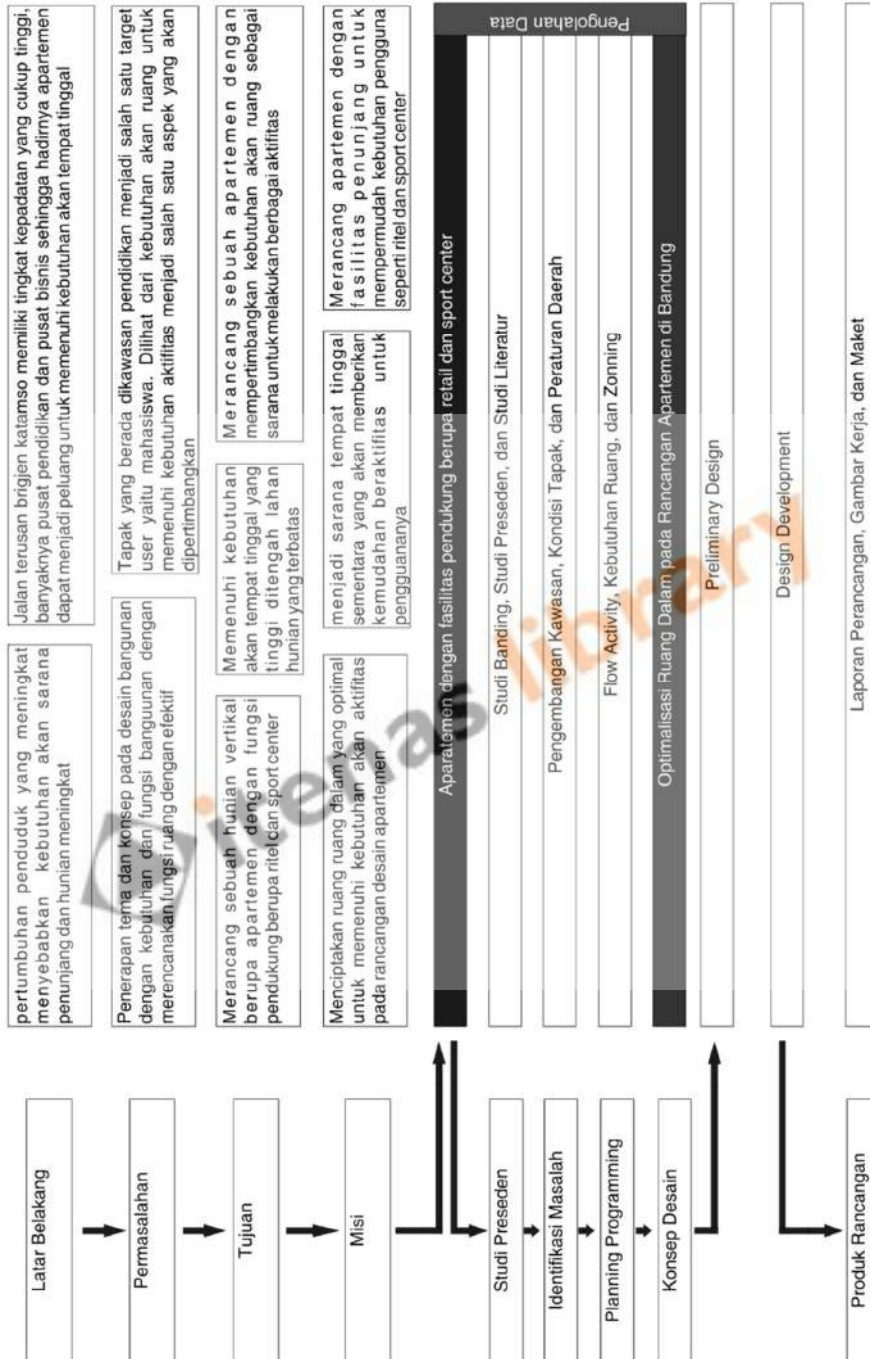 Latar Belakang
pertumbuhan penduduk yang meningkat
menyebabkan kebutuhan akan sarana
penunjang dan hunian meningkat
Jalan terusan brigjen katamso memiliki tingkat kepadatan yang cukup tinggi,
banyaknya pusat pendidikan dan pusat bisnis sehingga hadirnya apartemen
dapat menjadi peluang untuk memenuhi kebutuhan akan tempat tinggal
Permasalahan
Penerapan tema dan konsep pada desain bangunan
dengan kebutuhan dan fungsi banguunan dengan
merencanakan fungsi ruang dengan efektif
Tapak yang berada dikawasan pendidikan menjadi salah satu target
user yaitu mahasiswa. Dilihat dari kebutuhan akan ruang untuk
memenuhi kebutuhan aktifitas menjadi salah satu aspek yang akan
dipertimbangkan
Tujuan
Merancang sebuah hunian vertikal
berupa apartemen dengan fungsi
pendukung berupa ritel dan sport center
Memenuhi kebutuhan
akan tempat tinggal yang
tinggi ditengah lahan
hunian yang terbatas
Merancang sebuah apartemen dengan
mempertimbangkan kebutuhan akan ruang sebagai
sarana untuk melakukan berbagai aktifitas
Misi
Menciptakan ruang ruang dalam yang optimal
untuk memenuhi kebutuhan akan aktifitas
pada rancangan desain apartemen
menjadi sarana tempat tinggal
sementara yang akan memberikan
kemudahan beraktifitas untuk
pengguananya
Merancang apartemen dengan
fasilitas penunjang untuk
mempermudah kebutuhan pengguna
seperti ritel dan sport center
Aparatemen dengan fasilitas pendukung berupa retail dan sport center
Pengolahan Data
Studi Preseden
Studi Banding, Studi Preseden, dan Studi Literatur
Identifikasi Masalah
Pengembangan Kawasan, Kondisi Tapak, dan Peraturan Daerah
Planning Programming
Flow Activity, Kebutuhan Ruang, dan Zonning
Konsep Desain
Optimalisasi Ruang Dalam pada Rancangan Apartemen di Bandung
Preliminary Design
Design Development
Produk Rancangan
Laporan Perancangan, Gambar Kerja, dan Maket
itenas library